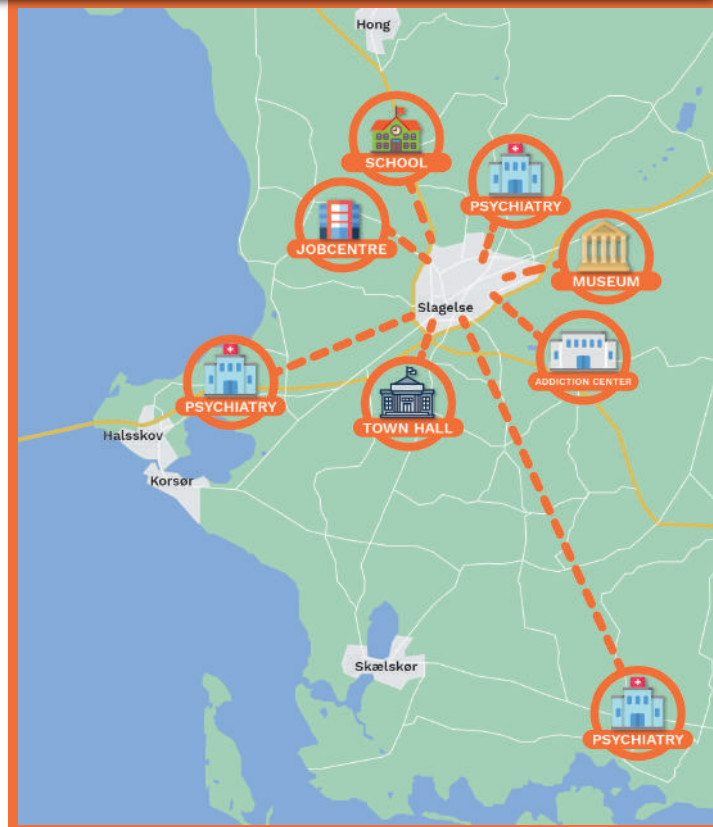 Hong
SCHOOL
PSYCHIATRY
JOBCENTRE
MUSEUM
Slagelse
ADDICTION CENTER
PSYCHIATRY
TOWN HALL
Halsskov
Korsør
Skælskør
PSYCHIATRY